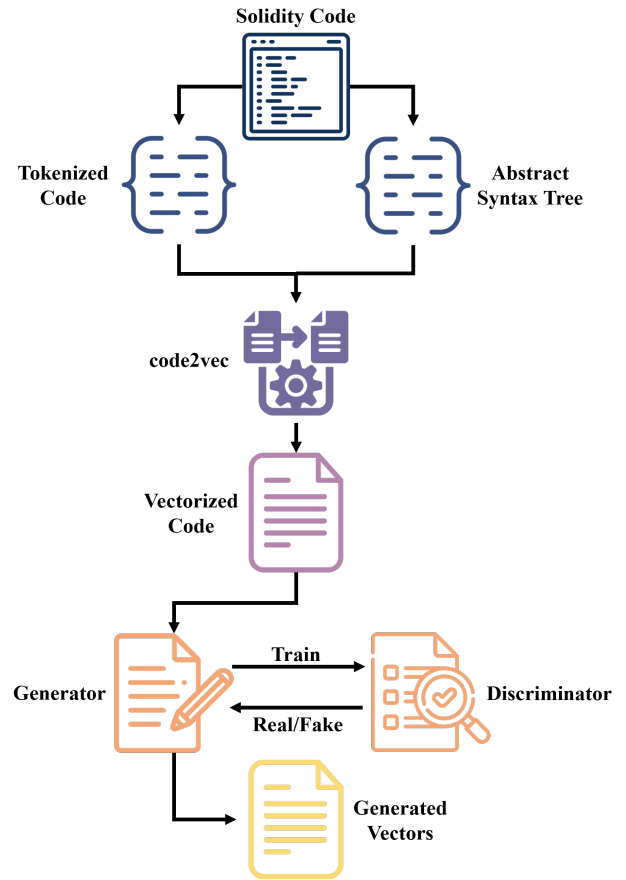 Solidity Code
Tokenized
Code
Abstract
Syntax Tree
code2vec
Vectorized
Code
Train
Generator
Discriminator
Real/Fake
Generated
Vectors